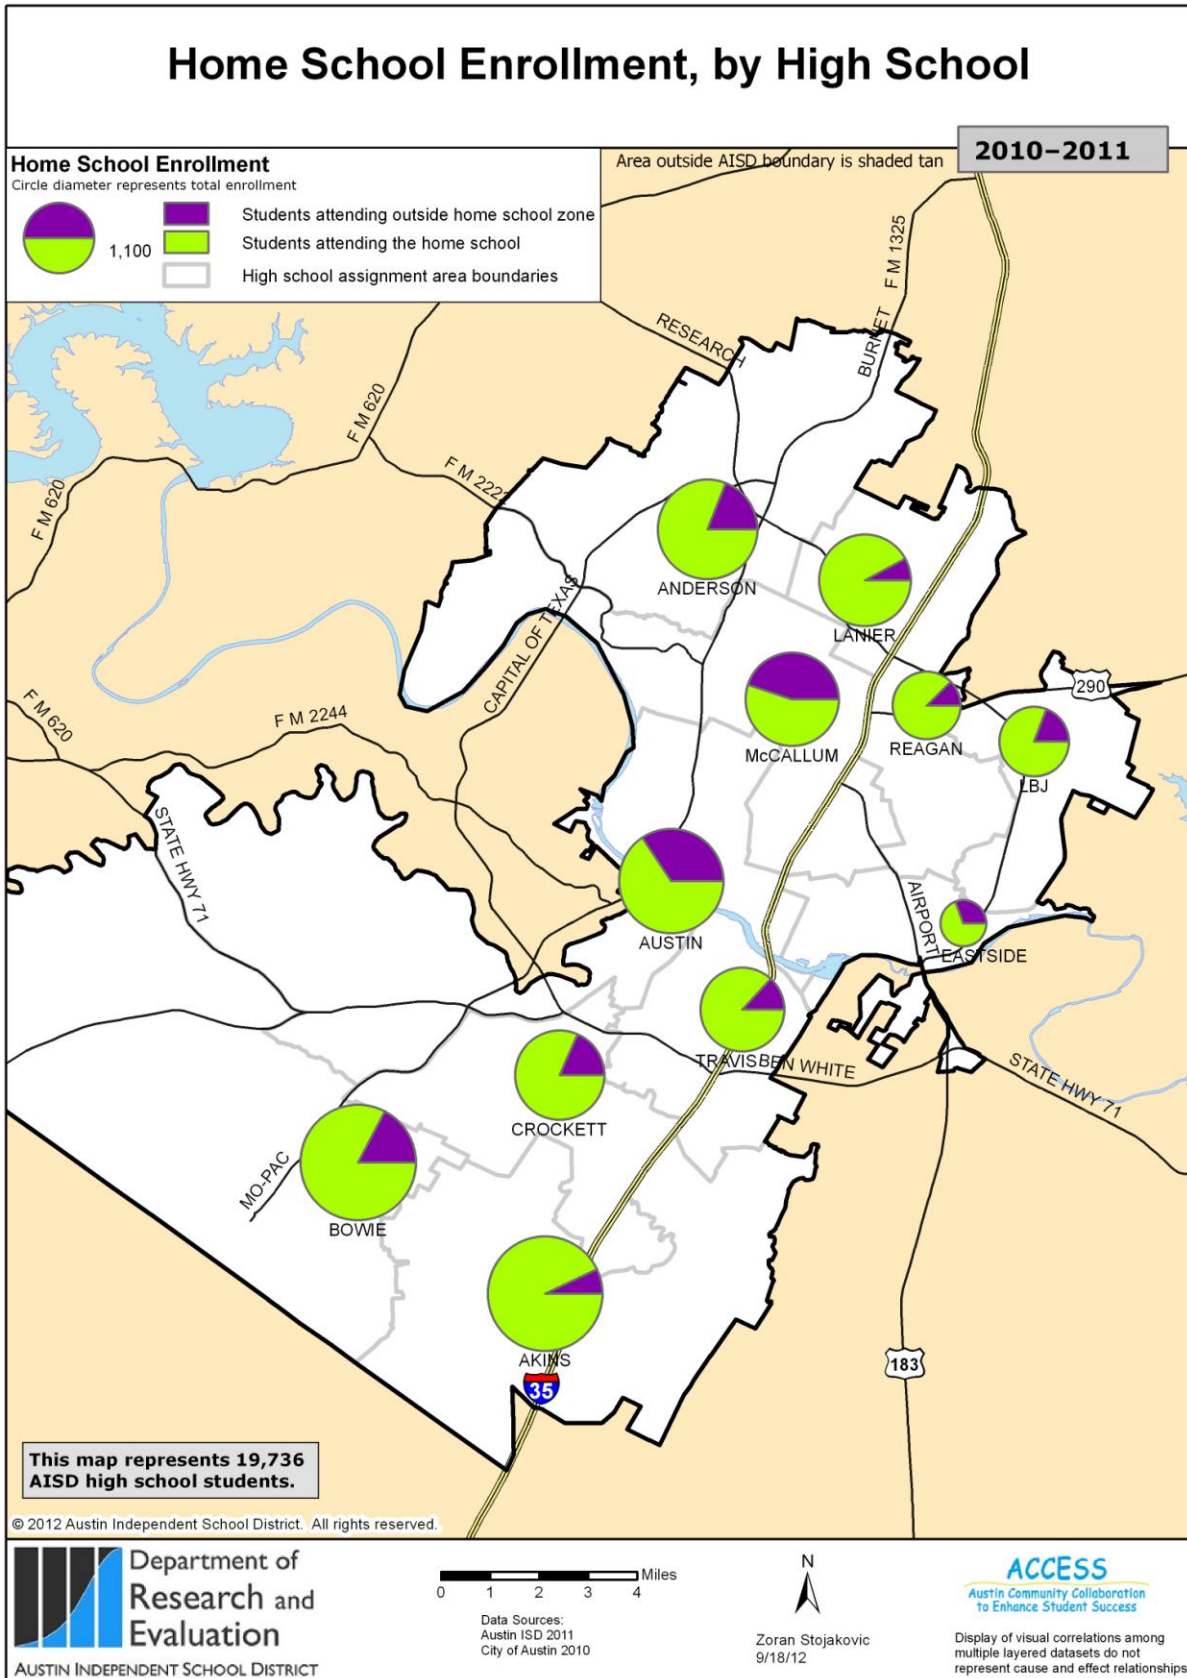 Home School Enrollment, by High School
2010–2011
Home School Enrollment
Circle diameter represents total enrollment
1,100
Students attending outside home school zone
Students attending the home school
High school assignment area boundaries
Area outside AISD boundary is shaded tan
F M 1325
BURNET
RESEARCH
F M 620
F M 620
F M 2222
ANDERSON
LANIER
CAPITAL OF TEXAS
290
F M 620
F M 2244
McCALLUM
REAGAN
LBJ
STATE HWY 71
AUSTIN
AIRPORT
EASTSIDE
TRAVIS
BEN WHITE
STATE HWY 71
CROCKETT
MO-PAC
BOWIE
AKINS
35
183
This map represents 19,736
AISD high school students.
© 2012 Austin Independent School District. All rights reserved.
Department of
Research and
Evaluation
AUSTIN INDEPENDENT SCHOOL DISTRICT
0 1 2 3 4 Miles
Data Sources:
Austin ISD 2011
City of Austin 2010
N
Zoran Stojakovic
9/18/12
ACCESS
Austin Community Collaboration
to Enhance Student Success
Display of visual correlations among
multiple layered datasets do not
represent cause and effect relationships